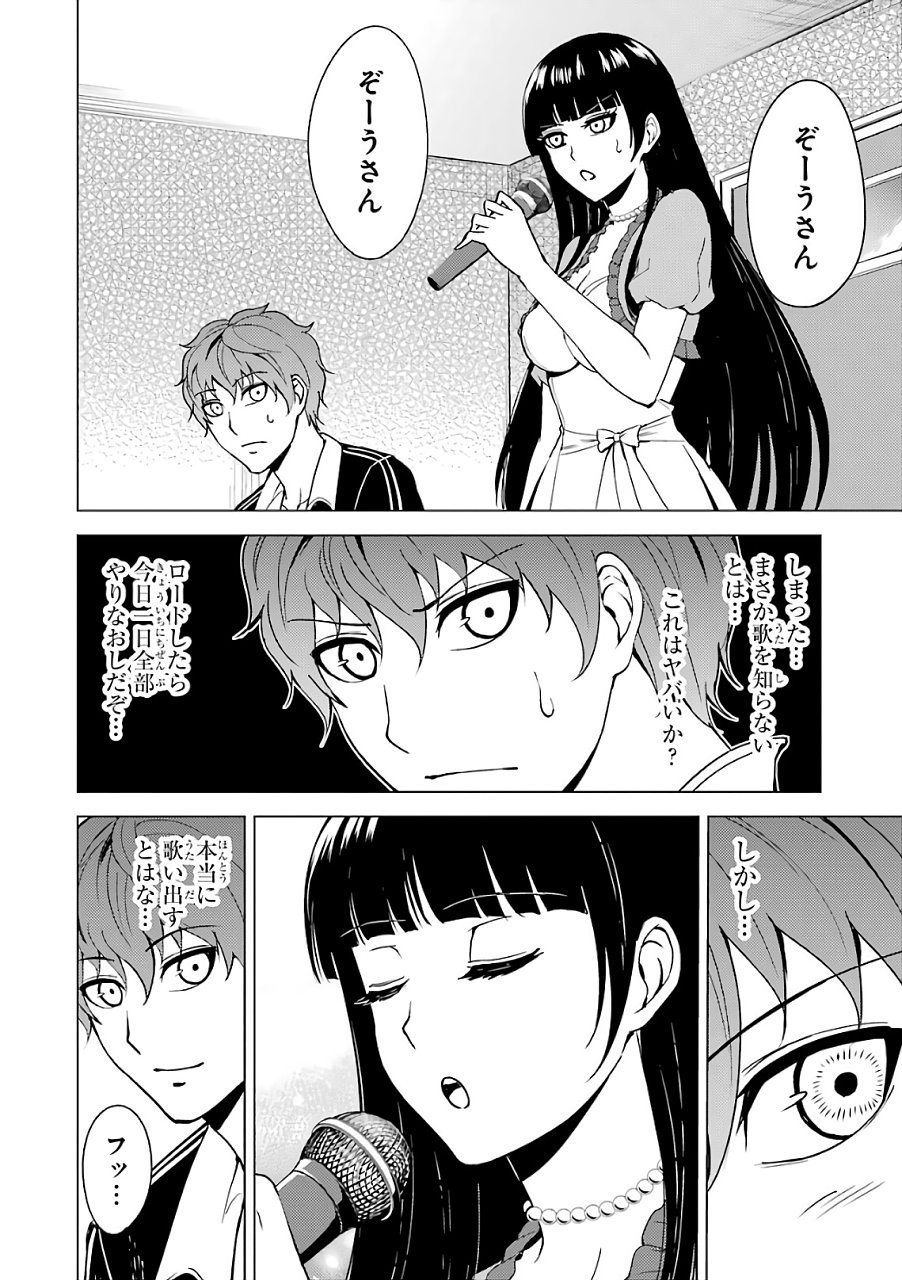 ぞーうさん
ぞーうさん
しまった…
まさか歌を知らない
とは…
これはヤバいか？
ロードしたら
今日一日全部
やりなおしだぞ…
しかし…
本当に
歌い出す
とはな…
フッ…